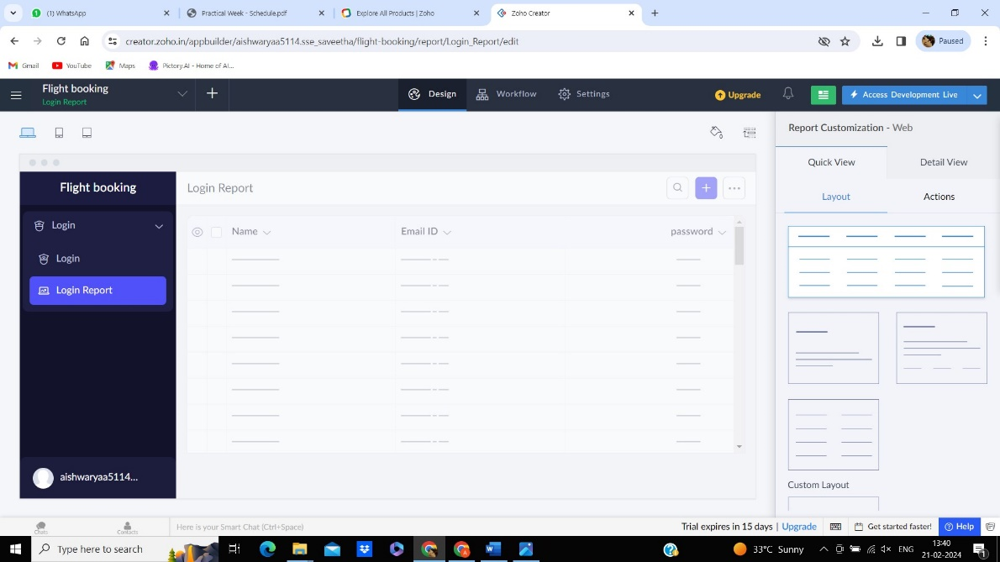 (1) WhatsApp
Practical Week - Schedule.pdf
Explore All Products | Zoho
Zoho Creator
creator.zoho.in/appbuilder/aishwaryaa5114.sse_saveetha/flight-booking/report/Login_Report/edit
Paused
Gmail
YouTube
Maps
Pictory.AI - Home of AI...
Flight booking
Login Report
Design
Workflow
Settings
Upgrade
Access Development Live
Report Customization - Web
Quick View
Detail View
Layout
Actions
Flight booking
Login Report
Login
Name
Email ID
password
Login
Login Report
Custom Layout
aishwaryaa5114...
Chats
Contacts
Here is your Smart Chat (Ctrl+Space)
Trial expires in 15 days | Upgrade
Get started faster!
Help
Type here to search
33°C Sunny
ENG
13:40
21-02-2024
1